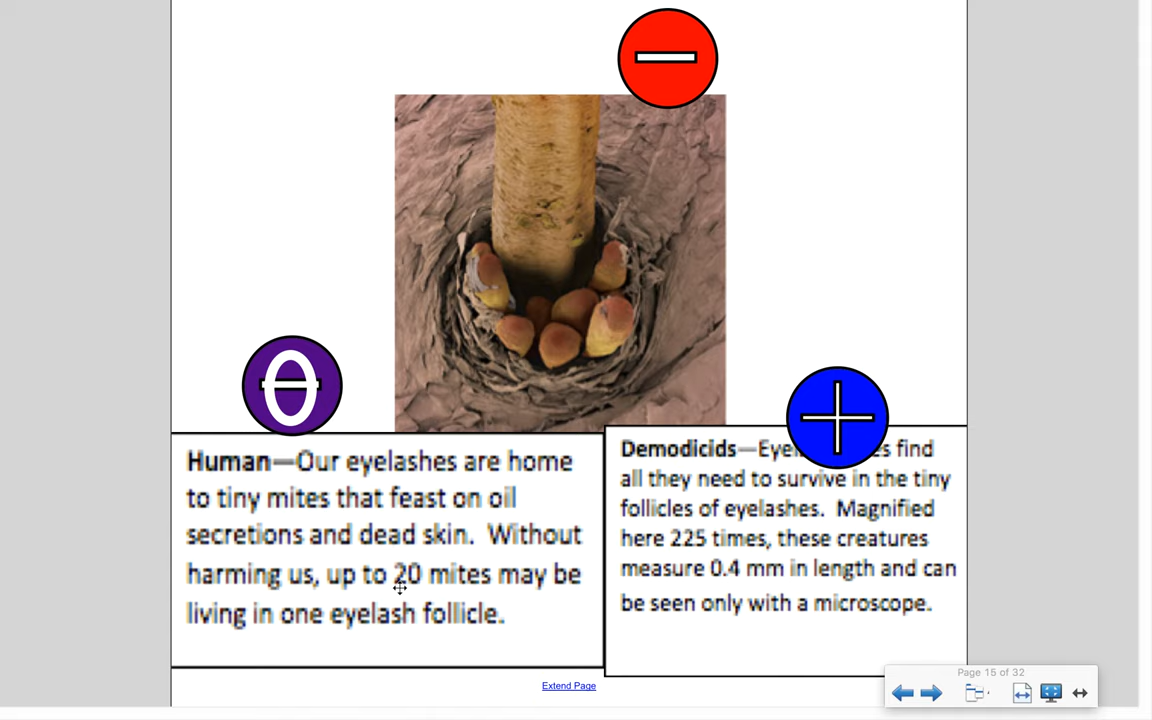 Human—Our eyelashes are home
to tiny mites that feast on oil
secretions and dead skin. Without
harming us, up to 20 mites may be
living in one eyelash follicle.
Demodicids—Eye find
all they need to survive in the tiny
follicles of eyelashes. Magnified
here 225 times, these creatures
measure 0.4 mm in length and can
be seen only with a microscope.
Extend Page
Page 15 of 32